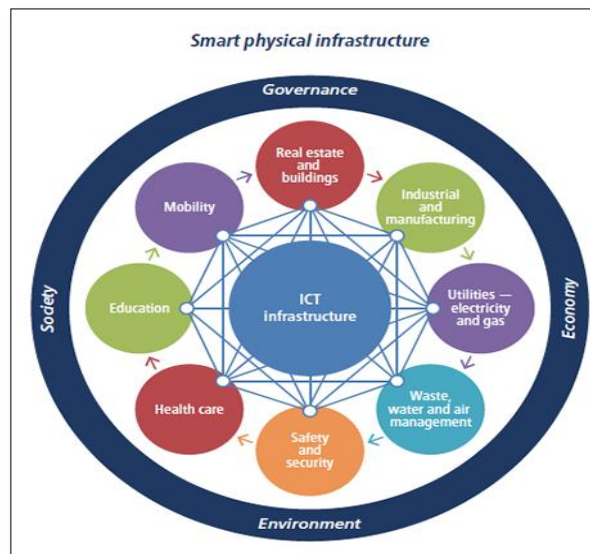 Smart physical infrastructure
Governance
Real estate
and
buildings
Industrial
and
manufacturing
Mobility
Society
Education
ICT
infrastructure
Utilities —
electricity
and gas
Economy
Health care
Waste,
water and air
management
Safety
and
security
Environment